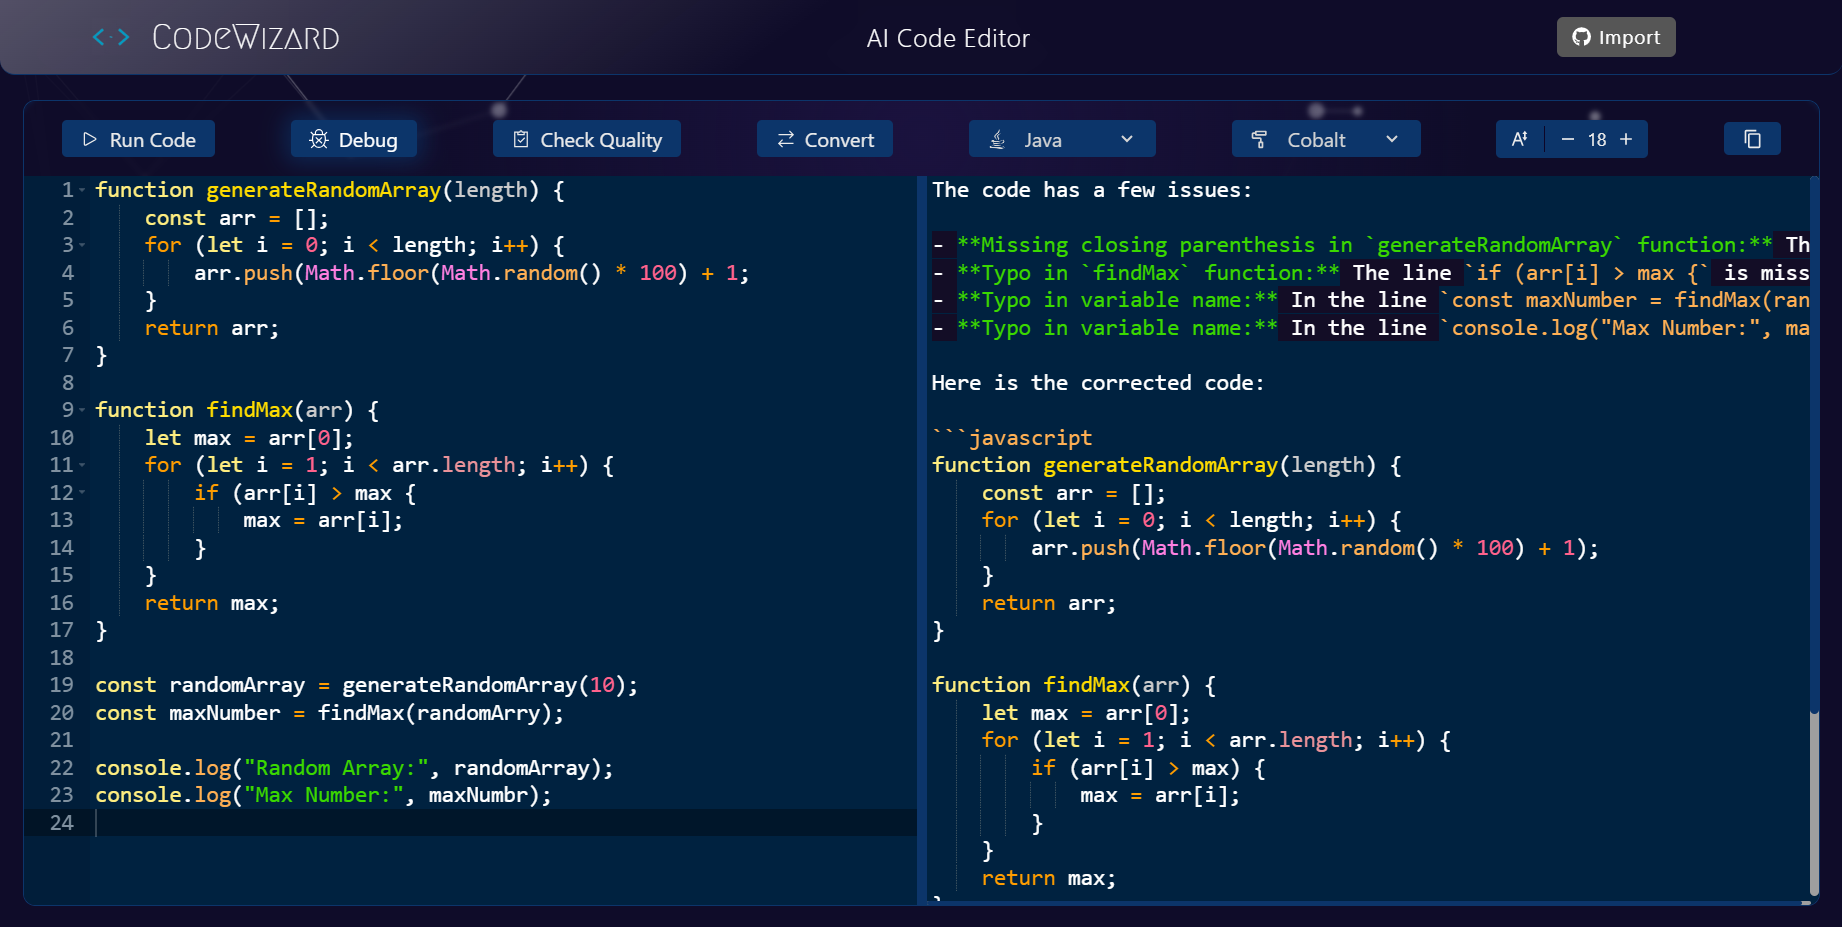 CodeWizard
AI Code Editor
Import
Run Code
Debug
Check Quality
Convert
Java
Cobalt
A
− 18 +
1 function generateRandomArray(length) {
2     const arr = [];
3     for (let i = 0; i < length; i++) {
4         arr.push(Math.floor(Math.random() * 100) + 1;
5     }
6     return arr;
7 }
8
9 function findMax(arr) {
10     let max = arr[0];
11     for (let i = 1; i < arr.length; i++) {
12         if (arr[i] > max {
13             max = arr[i];
14         }
15     }
16     return max;
17 }
18
19 const randomArray = generateRandomArray(10);
20 const maxNumber = findMax(randomArry);
21
22 console.log("Random Array:", randomArray);
23 console.log("Max Number:", maxNumbr);
24
The code has a few issues:
- **Missing closing parenthesis in `generateRandomArray` function:** Th
- **Typo in `findMax` function:** The line `if (arr[i] > max {` is miss
- **Typo in variable name:** In the line `const maxNumber = findMax(ran
- **Typo in variable name:** In the line `console.log("Max Number:", ma
Here is the corrected code:
```javascript
function generateRandomArray(length) {
    const arr = [];
    for (let i = 0; i < length; i++) {
        arr.push(Math.floor(Math.random() * 100) + 1);
    }
    return arr;
}
function findMax(arr) {
    let max = arr[0];
    for (let i = 1; i < arr.length; i++) {
        if (arr[i] > max) {
            max = arr[i];
        }
    }
    return max;
}